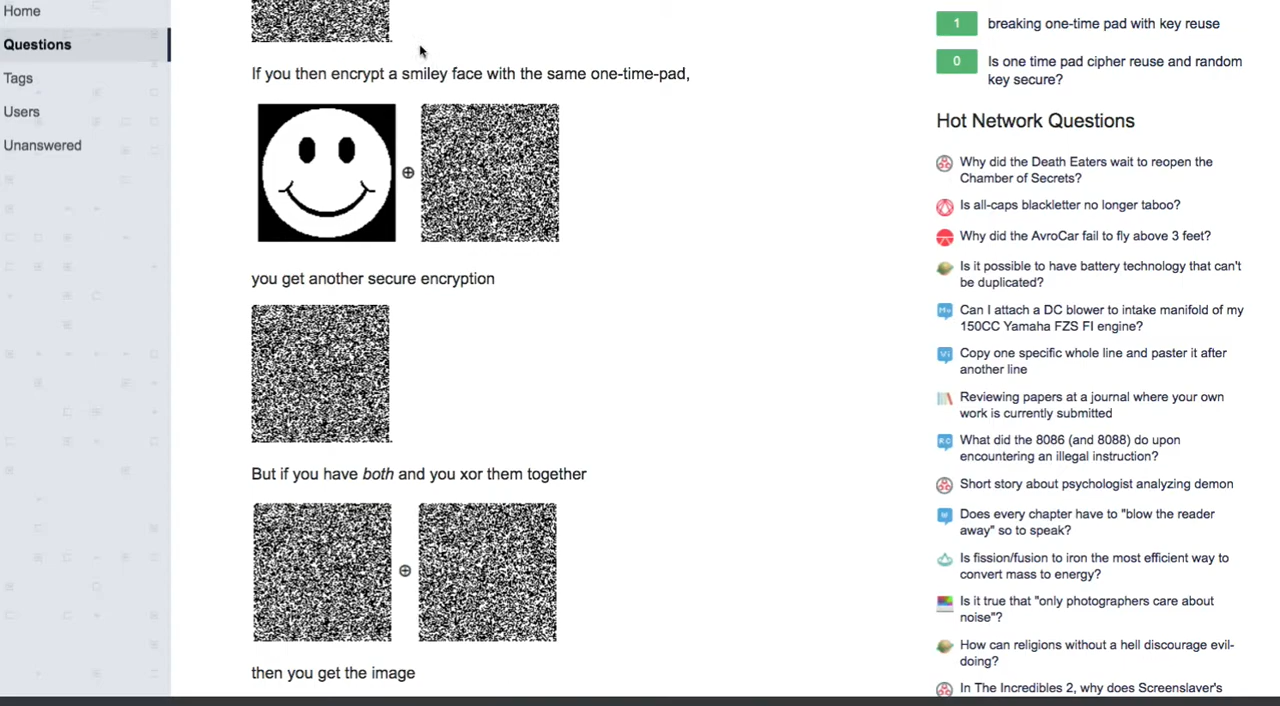 Home
Questions
Tags
Users
Unanswered
If you then encrypt a smiley face with the same one-time-pad,
⊕
you get another secure encryption
But if you have both and you xor them together
⊕
then you get the image
1 breaking one-time pad with key reuse
0 Is one time pad cipher reuse and random
key secure?
Hot Network Questions
Why did the Death Eaters wait to reopen the
Chamber of Secrets?
Is all-caps blackletter no longer taboo?
Why did the AvroCar fail to fly above 3 feet?
Is it possible to have battery technology that can't
be duplicated?
Can I attach a DC blower to intake manifold of my
150CC Yamaha FZS FI engine?
Copy one specific whole line and paster it after
another line
Reviewing papers at a journal where your own
work is currently submitted
What did the 8086 (and 8088) do upon
encountering an illegal instruction?
Short story about psychologist analyzing demon
Does every chapter have to "blow the reader
away" so to speak?
Is fission/fusion to iron the most efficient way to
convert mass to energy?
Is it true that "only photographers care about
noise"?
How can religions without a hell discourage evil-
doing?
In The Incredibles 2, why does Screenslaver's